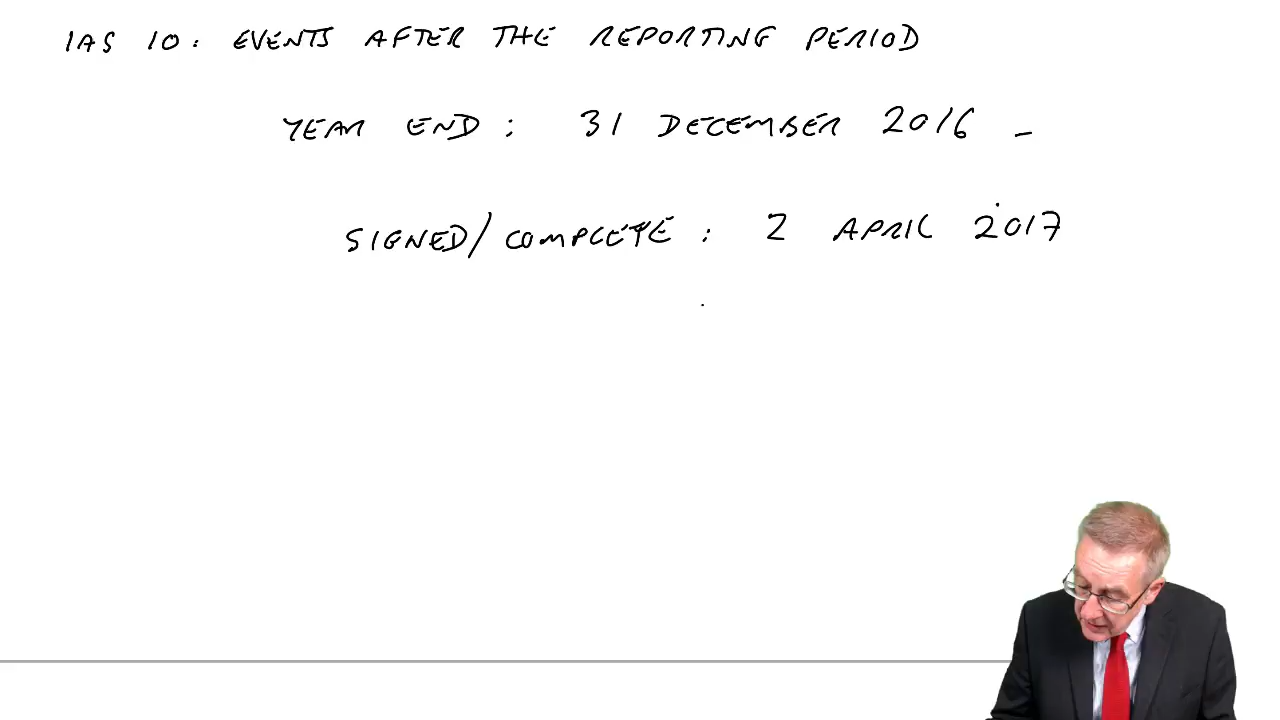 IAS 10: EVENTS AFTER THE REPORTING PERIOD
YEAR END: 31 DECEMBER 2016 -
SIGNED/COMPLETE: 2 APRIL 2017